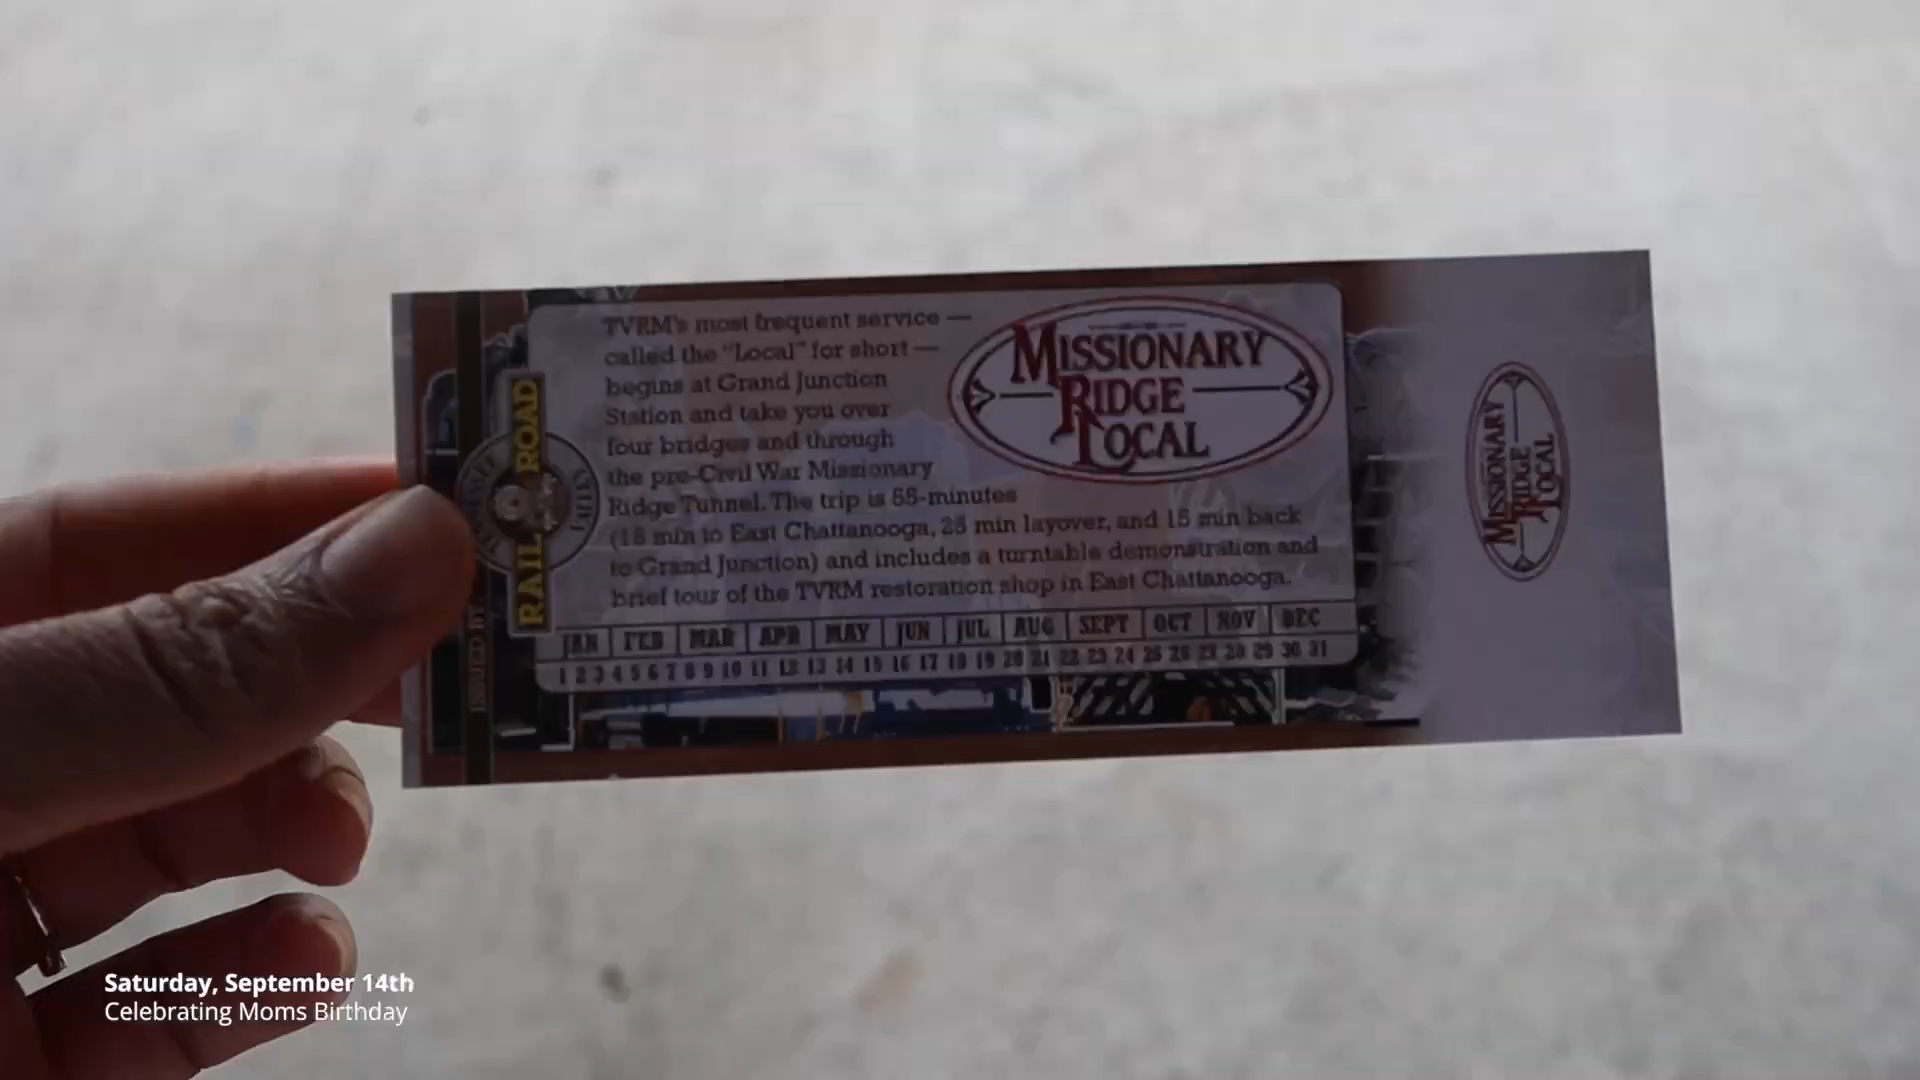 TVRM's most frequent service —
called the "Local" for short —
begins at Grand Junction
Station and take you over
four bridges and through
the pre-Civil War Missionary
Ridge Tunnel. The trip is 55-minutes
(15 min to East Chattanooga, 25 min layover, and 15 min back
to Grand Junction) and includes a turntable demonstration and
brief tour of the TVRM restoration shop in East Chattanooga.
MISSIONARY
RIDGE
LOCAL
JAN FEB MAR APR MAY JUN JUL AUG SEPT OCT NOV DEC
1 2 3 4 5 6 7 8 9 10 11 12 13 14 15 16 17 18 19 20 21 22 23 24 25 26 27 28 29 30 31
RAILROAD
ISSUED BY
MISSIONARY
RIDGE
LOCAL
Saturday, September 14th
Celebrating Moms Birthday